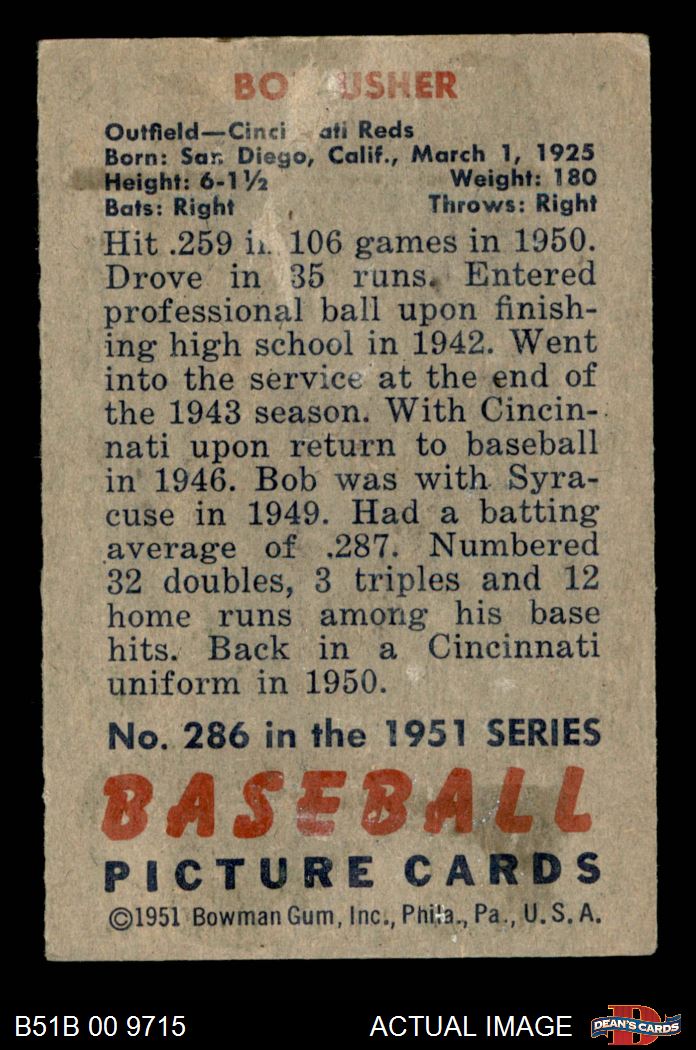 BO USHER
Outfield—Cinci ati Reds
Born: San Diego, Calif., March 1, 1925
Height: 6-1½ Weight: 180
Bats: Right Throws: Right
Hit .259 in 106 games in 1950.
Drove in 35 runs. Entered
professional ball upon finish-
ing high school in 1942. Went
into the service at the end of
the 1943 season. With Cincin-
nati upon return to baseball
in 1946. Bob was with Syra-
cuse in 1949. Had a batting
average of .287. Numbered
32 doubles, 3 triples and 12
home runs among his base
hits. Back in a Cincinnati
uniform in 1950.
No. 286 in the 1951 SERIES
BASEBALL
PICTURE CARDS
©1951 Bowman Gum, Inc., Phila., Pa., U.S.A.
B51B 00 9715 ACTUAL IMAGE D DEAN'S CARDS